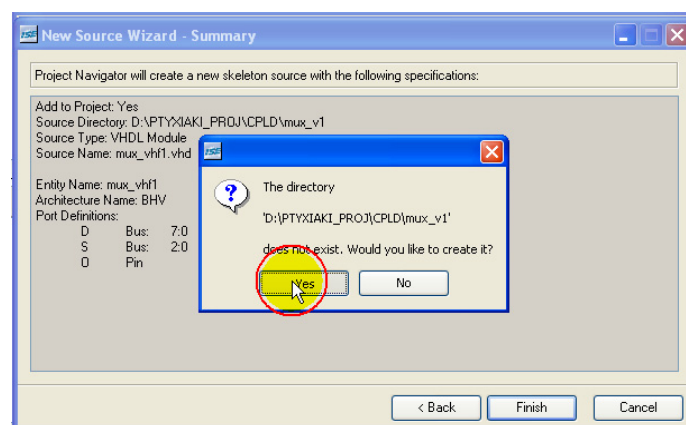 ISE New Source Wizard - Summary
Project Navigator will create a new skeleton source with the following specifications:
Add to Project: Yes
Source Directory: D:\PTYXIAKI_PROJ\CPLD\mux_v1
Source Type: VHDL Module
Source Name: mux_vhf1.vhd
Entity Name: mux_vhf1
Architecture Name: BHV
Port Definitions:
D Bus: 7:0
S Bus: 2:0
O Pin
ISE
The directory
'D:\PTYXIAKI_PROJ\CPLD\mux_v1'
does not exist. Would you like to create it?
Yes No
< Back Finish Cancel